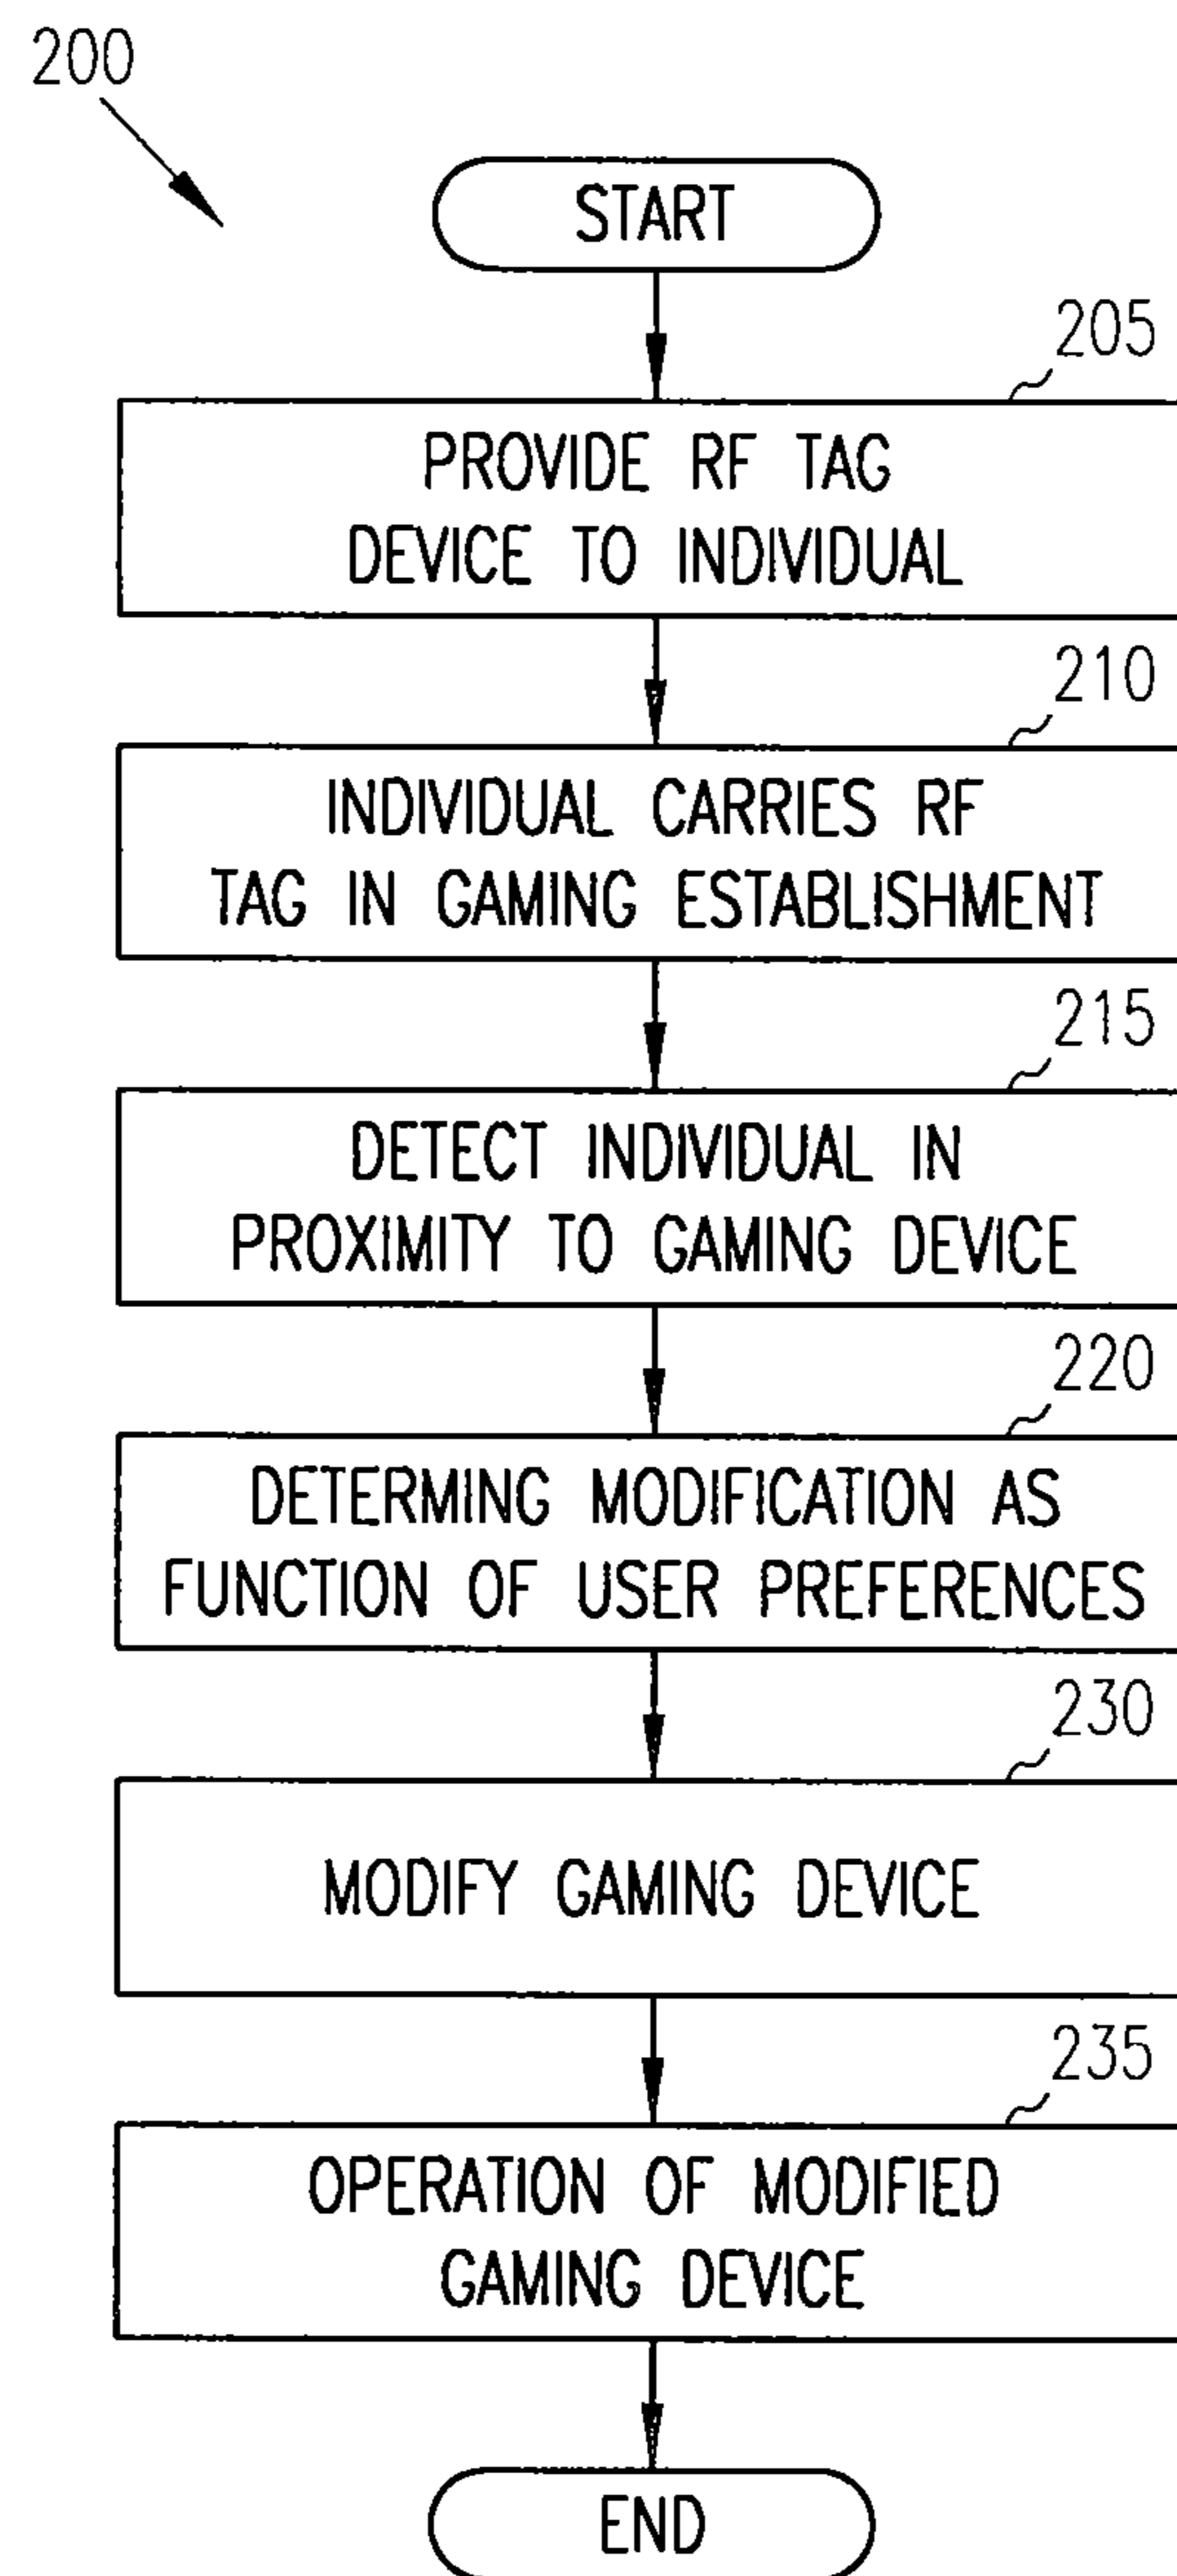 200
START
205
PROVIDE RF TAG
DEVICE TO INDIVIDUAL
210
INDIVIDUAL CARRIES RF
TAG IN GAMING ESTABLISHMENT
215
DETECT INDIVIDUAL IN
PROXIMITY TO GAMING DEVICE
220
DETERMING MODIFICATION AS
FUNCTION OF USER PREFERENCES
230
MODIFY GAMING DEVICE
235
OPERATION OF MODIFIED
GAMING DEVICE
END